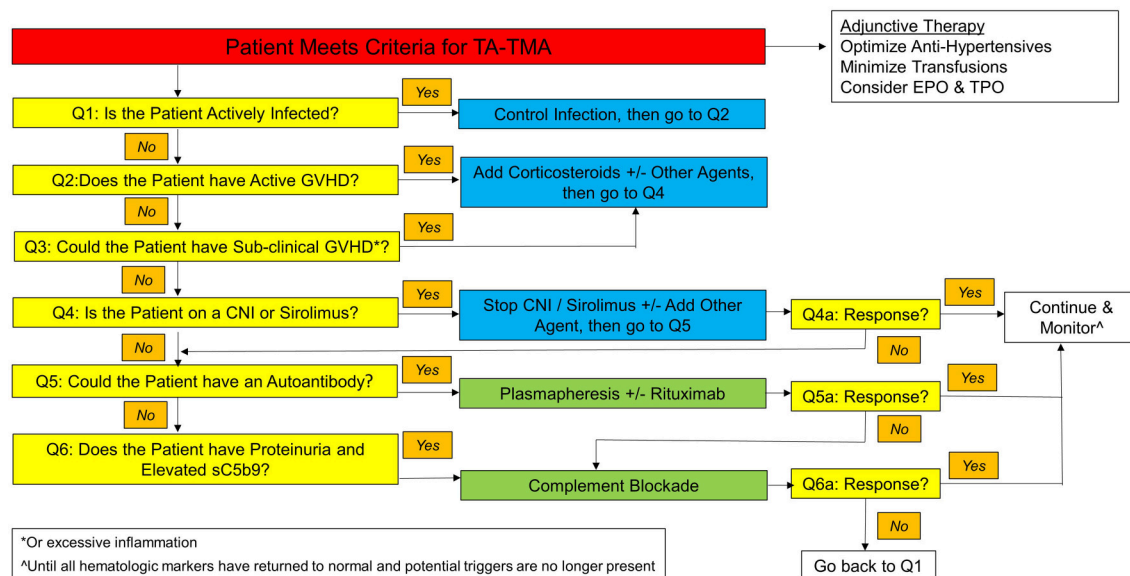 Patient Meets Criteria for TA-TMA
Adjunctive Therapy
Optimize Anti-Hypertensives
Minimize Transfusions
Consider EPO & TPO
Q1: Is the Patient Actively Infected?
Yes
Control Infection, then go to Q2
No
Q2:Does the Patient have Active GVHD?
Yes
Add Corticosteroids +/- Other Agents,
then go to Q4
No
Q3: Could the Patient have Sub-clinical GVHD*?
Yes
No
Q4: Is the Patient on a CNI or Sirolimus?
Yes
Stop CNI / Sirolimus +/- Add Other
Agent, then go to Q5
Q4a: Response?
Yes
Continue &
Monitor^
No
No
Q5: Could the Patient have an Autoantibody?
Yes
Plasmapheresis +/- Rituximab
Q5a: Response?
Yes
No
No
Q6: Does the Patient have Proteinuria and
Elevated sC5b9?
Yes
Complement Blockade
Q6a: Response?
Yes
No
Go back to Q1
*Or excessive inflammation
^Until all hematologic markers have returned to normal and potential triggers are no longer present